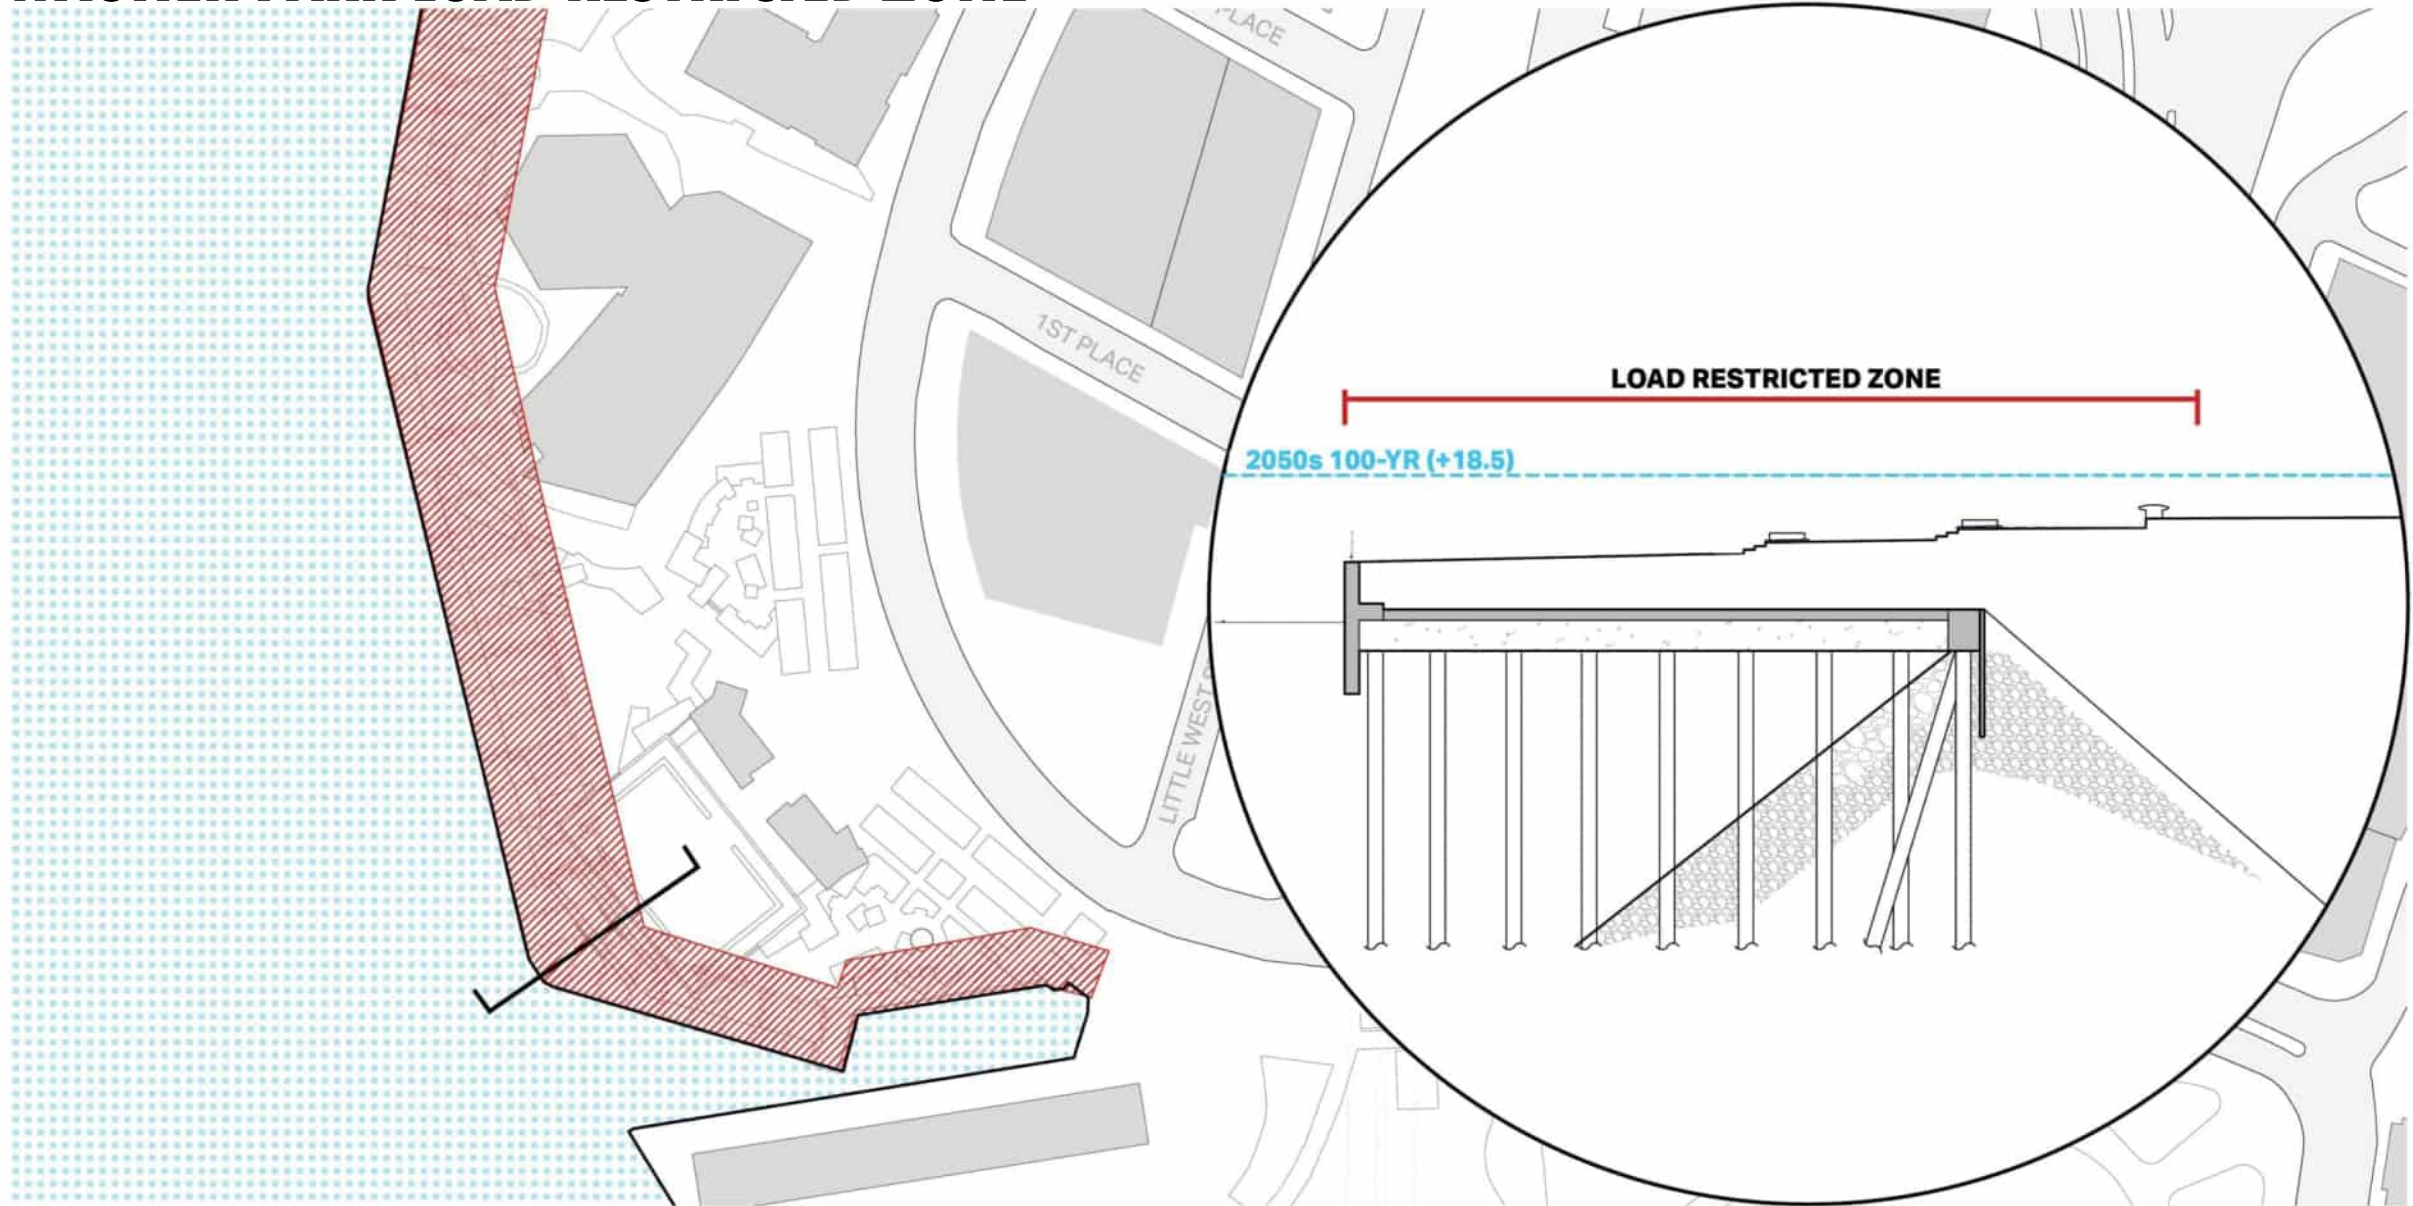 PLACE
1ST PLACE
LITTLE WEST
LOAD RESTRICTED ZONE
2050s 100-YR (+18.5)